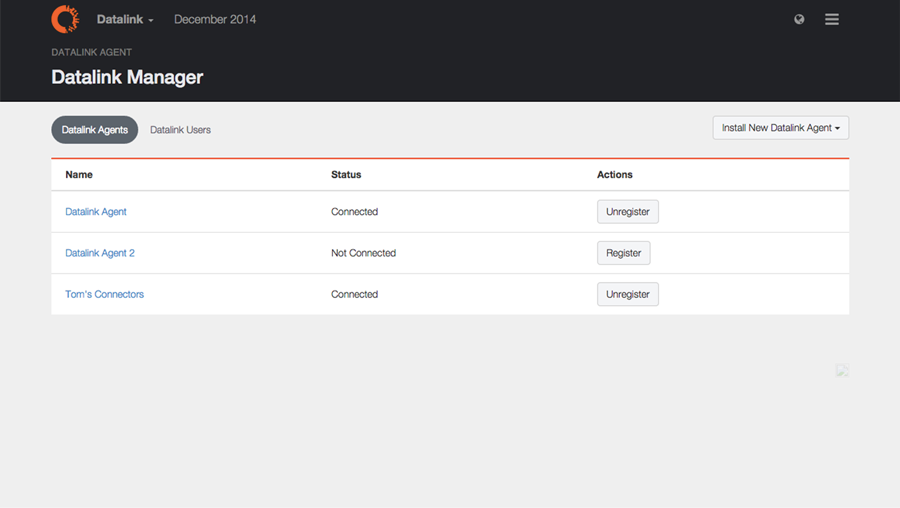 Datalink December 2014
DATALINK AGENT
Datalink Manager
Datalink Agents Datalink Users Install New Datalink Agent
Name Status Actions
Datalink Agent Connected Unregister
Datalink Agent 2 Not Connected Register
Tom's Connectors Connected Unregister